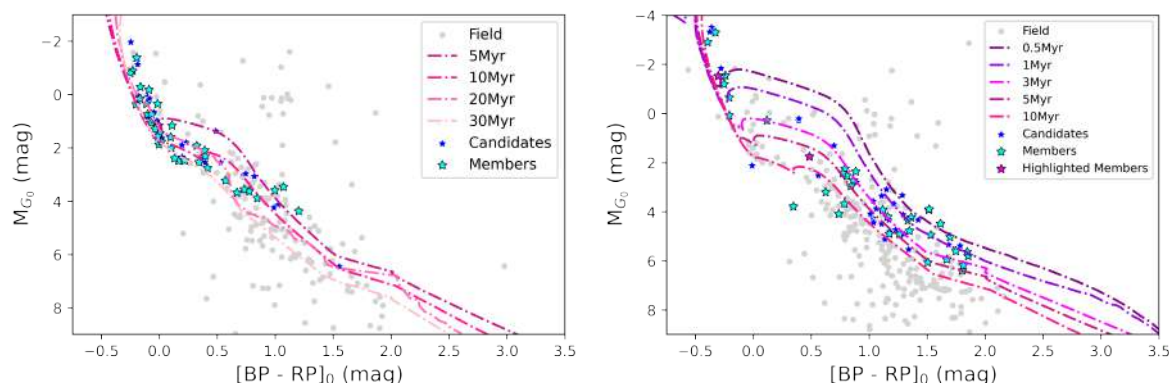 −2
0
2
4
6
8
M_{G_0} (mag)
−0.5 0.0 0.5 1.0 1.5 2.0 2.5 3.0 3.5
[BP - RP]_0 (mag)
Field
5Myr
10Myr
20Myr
30Myr
Candidates
Members
−4
−2
0
2
4
6
8
M_{G_0} (mag)
−0.5 0.0 0.5 1.0 1.5 2.0 2.5 3.0 3.5
[BP - RP]_0 (mag)
Field
0.5Myr
1Myr
3Myr
5Myr
10Myr
Candidates
Members
Highlighted Members